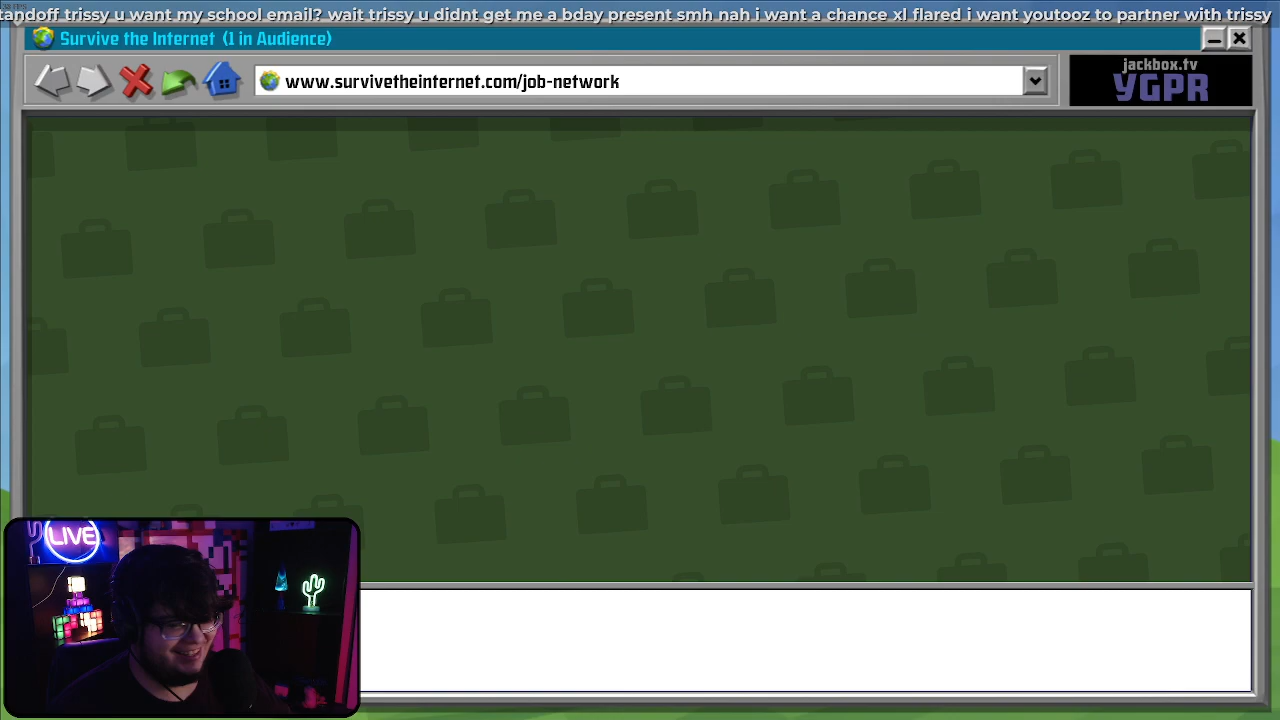 tandoff trissy u want my school email? wait trissy u didnt get me a bday present smh nah i want a chance xl flared i want youtooz to partner with trissy
Survive the Internet (1 in Audience)
www.survivetheinternet.com/job-network
jackbox.tv
YGPR
LIVE